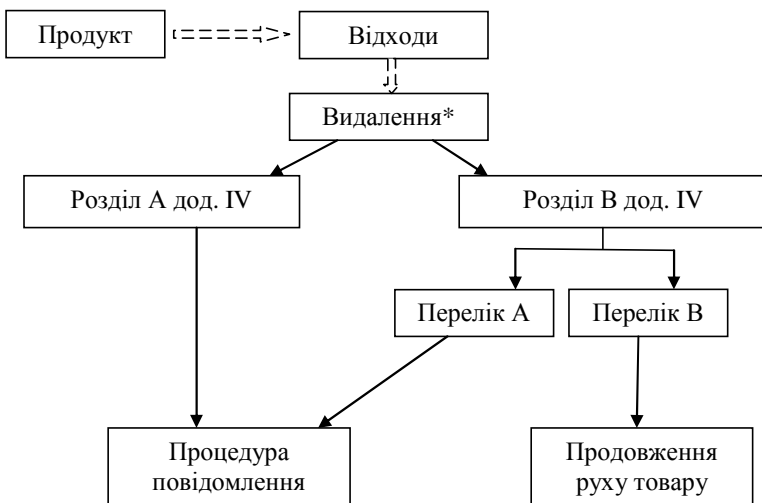 Продукт
Відходи
Видалення*
Розділ А дод. IV
Розділ В дод. IV
Перелік А
Перелік В
Процедура
повідомлення
Продовження
руху товару